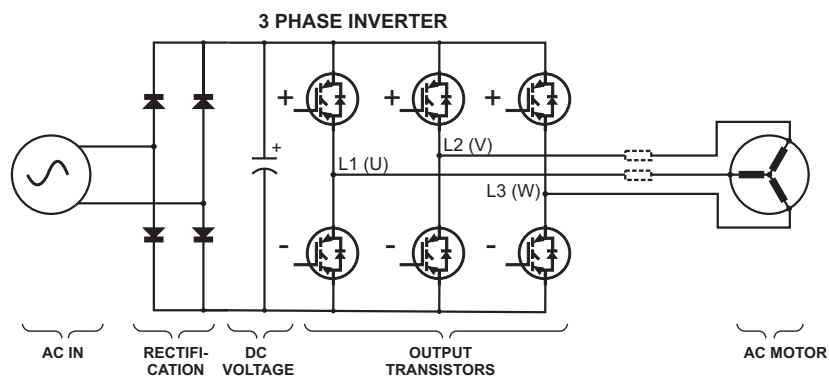 3 PHASE INVERTER
+ + +
+
L2 (V)
L1 (U)
L3 (W)
- - -
AC IN
RECTIFI-
CATION
DC
VOLTAGE
OUTPUT
TRANSISTORS
AC MOTOR